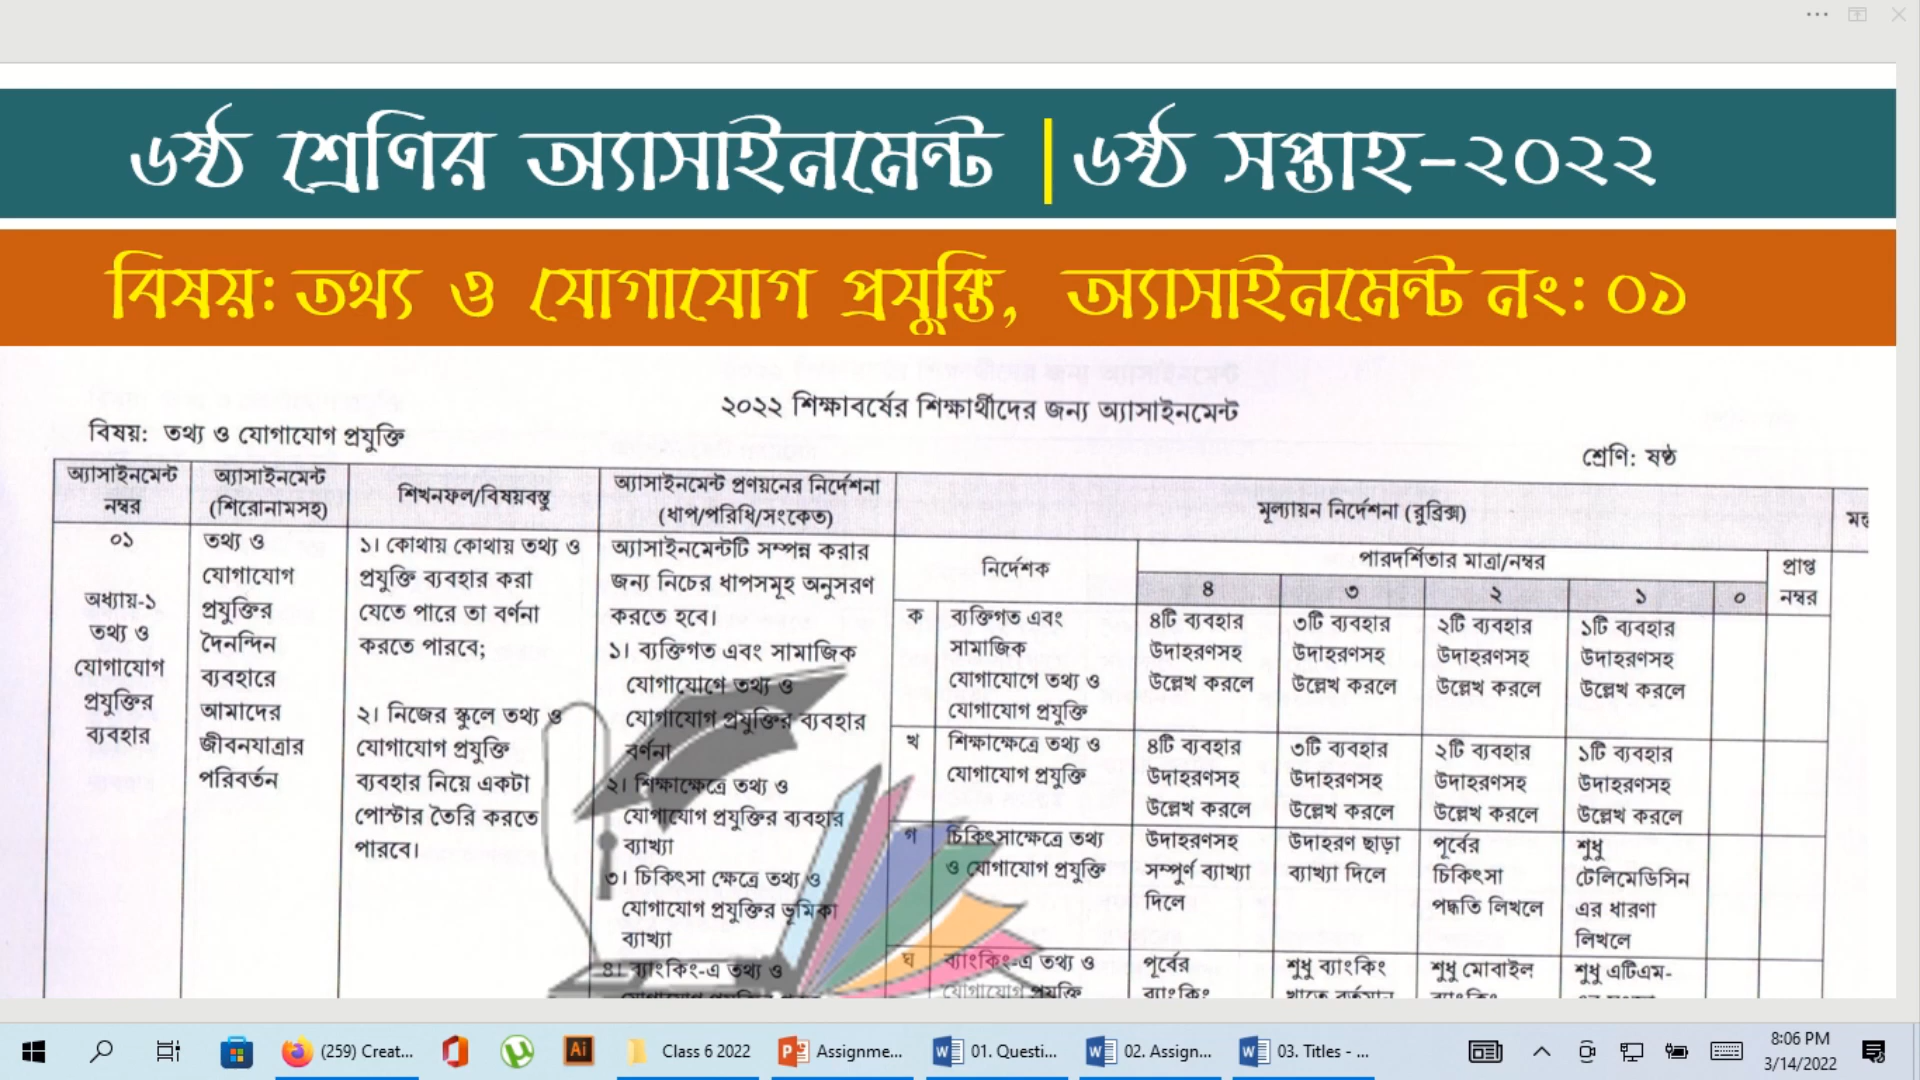 ৬ষ্ঠ শ্রেণির অ্যাসাইনমেন্ট | ৬ষ্ঠ সপ্তাহ-২০২২
বিষয়: তথ্য ও যোগাযোগ প্রযুক্তি, অ্যাসাইনমেন্ট নং: ০১
২০২২ শিক্ষাবর্ষের শিক্ষার্থীদের জন্য অ্যাসাইনমেন্ট
বিষয়: তথ্য ও যোগাযোগ প্রযুক্তি
শ্রেণি: ষষ্ঠ
অ্যাসাইনমেন্ট
নম্বর
অ্যাসাইনমেন্ট
(শিরোনামসহ)
শিখনফল/বিষয়বস্তু
অ্যাসাইনমেন্ট প্রণয়নের নির্দেশনা
(ধাপ/পরিধি/সংকেত)
মূল্যায়ন নির্দেশনা (রুব্রিক্স)
০১
অধ্যায়-১
তথ্য ও
যোগাযোগ
প্রযুক্তির
ব্যবহার
তথ্য ও
যোগাযোগ
প্রযুক্তির
দৈনন্দিন
ব্যবহারে
আমাদের
জীবনযাত্রার
পরিবর্তন
১। কোথায় কোথায় তথ্য ও
প্রযুক্তি ব্যবহার করা
যেতে পারে তা বর্ণনা
করতে পারবে;
২। নিজের স্কুলে তথ্য ও
যোগাযোগ প্রযুক্তি
ব্যবহার নিয়ে একটা
পোস্টার তৈরি করতে
পারবে।
অ্যাসাইনমেন্টটি সম্পন্ন করার
জন্য নিচের ধাপসমূহ অনুসরণ
করতে হবে।
১। ব্যক্তিগত এবং সামাজিক
যোগাযোগে তথ্য ও
যোগাযোগ প্রযুক্তির ব্যবহার
বর্ণনা
২। শিক্ষাক্ষেত্রে তথ্য ও
যোগাযোগ প্রযুক্তির ব্যবহার
ব্যাখ্যা
৩। চিকিৎসা ক্ষেত্রে তথ্য ও
যোগাযোগ প্রযুক্তির ভূমিকা
ব্যাখ্যা
৪। ব্যাংকিং-এ তথ্য ও
নির্দেশক
পারদর্শিতার মাত্রা/নম্বর
প্রাপ্ত
নম্বর
৪ ৩ ২ ১ ০
ক
ব্যক্তিগত এবং
সামাজিক
যোগাযোগে তথ্য ও
যোগাযোগ প্রযুক্তি
৪টি ব্যবহার
উদাহরণসহ
উল্লেখ করলে
৩টি ব্যবহার
উদাহরণসহ
উল্লেখ করলে
২টি ব্যবহার
উদাহরণসহ
উল্লেখ করলে
১টি ব্যবহার
উদাহরণসহ
উল্লেখ করলে
খ
শিক্ষাক্ষেত্রে তথ্য ও
যোগাযোগ প্রযুক্তি
৪টি ব্যবহার
উদাহরণসহ
উল্লেখ করলে
৩টি ব্যবহার
উদাহরণসহ
উল্লেখ করলে
২টি ব্যবহার
উদাহরণসহ
উল্লেখ করলে
১টি ব্যবহার
উদাহরণসহ
উল্লেখ করলে
গ
চিকিৎসাক্ষেত্রে তথ্য
ও যোগাযোগ প্রযুক্তি
উদাহরণসহ
সম্পুর্ণ ব্যাখ্যা
দিলে
উদাহরণ ছাড়া
ব্যাখ্যা দিলে
পূর্বের
চিকিৎসা
পদ্ধতি লিখলে
শুধু
টেলিমেডিসিন
এর ধারণা
লিখলে
ঘ
ব্যাংকিং-এ তথ্য ও
যোগাযোগ প্রযুক্তি
পূর্বের
ব্যাংকিং
শুধু ব্যাংকিং
খাতে বর্তমান
শুধু মোবাইল
ব্যাংকিং
শুধু এটিএম-
(259) Creat...
Ai
Class 6 2022
Assignme...
01. Questi...
02. Assign...
03. Titles - ...
8:06 PM
3/14/2022